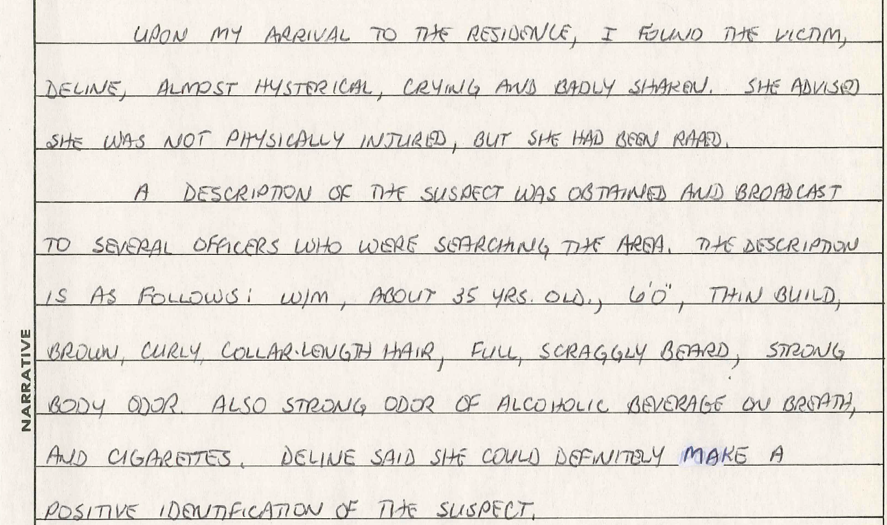 UPON MY ARRIVAL TO THE RESIDENCE, I FOUND THE VICTIM,
DELINE, ALMOST HYSTERICAL, CRYING AND BADLY SHAKEN. SHE ADVISED
SHE WAS NOT PHYSICALLY INJURED, BUT SHE HAD BEEN RAPED.
A DESCRIPTION OF THE SUSPECT WAS OBTAINED AND BROADCAST
TO SEVERAL OFFICERS WHO WERE SEARCHING THE AREA. THE DESCRIPTION
IS AS FOLLOWS: W/M, ABOUT 35 YRS. OLD., 6'0", THIN BUILD,
BROWN, CURLY, COLLAR-LENGTH HAIR, FULL, SCRAGGLY BEARD, STRONG
BODY ODOR. ALSO STRONG ODOR OF ALCOHOLIC BEVERAGE ON BREATH,
AND CIGARETTES. DELINE SAID SHE COULD DEFINITELY MAKE A
POSITIVE IDENTIFICATION OF THE SUSPECT.
NARRATIVE